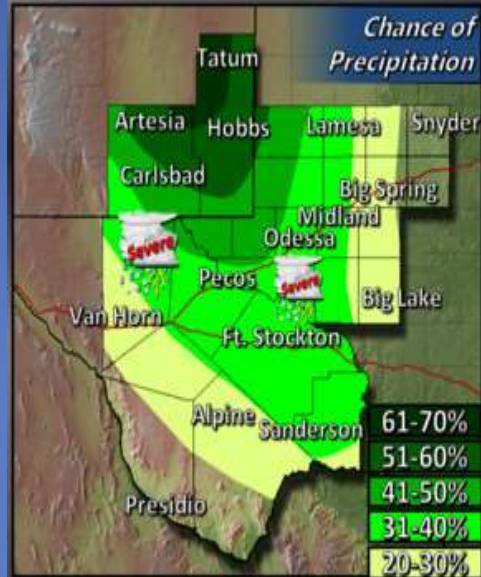 Chance of
Precipitation
Tatum
Artesia
Hobbs
Lamesa
Snyder
Carlsbad
Big Spring
Midland
Odessa
Severe
Pecos
Severe
Big Lake
Van Horn
Ft. Stockton
Alpine
Sanderson
Presidio
61-70%
51-60%
41-50%
31-40%
20-30%